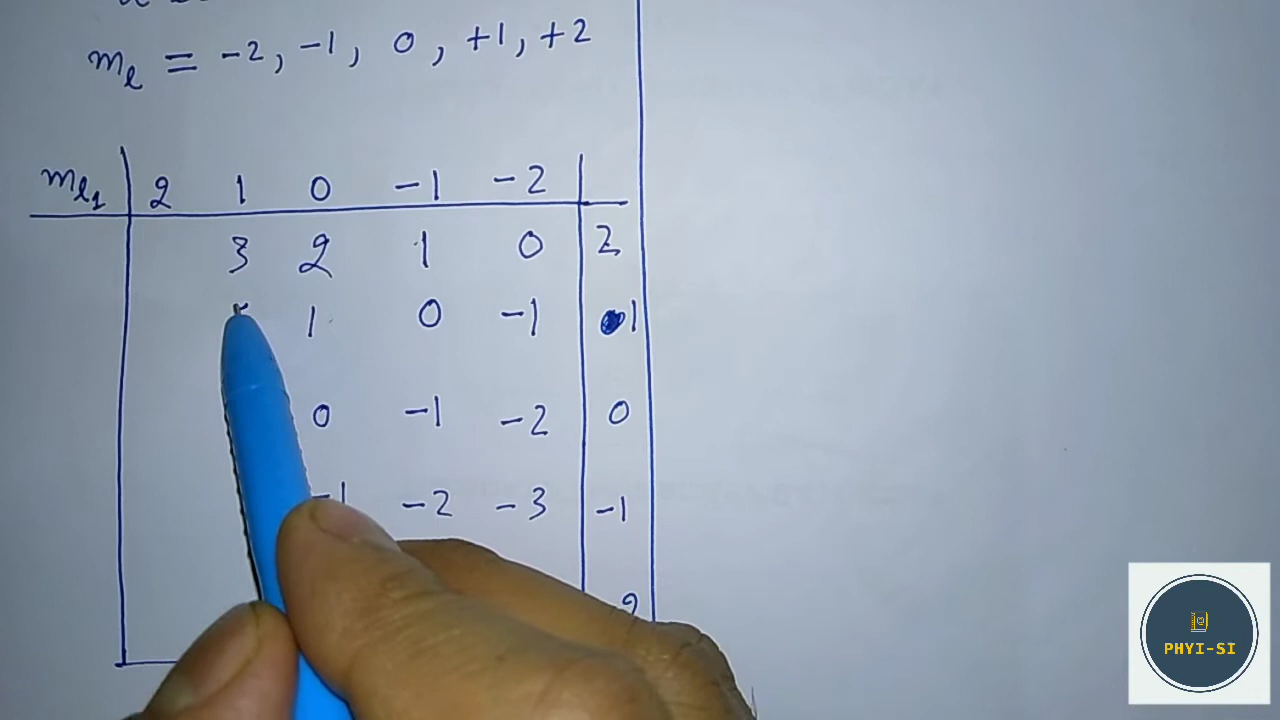 mℓ = -2, -1, 0, +1, +2
mℓ1 2 1 0 -1 -2
3 2 1 0 2
1 0 -1 1
0 -1 -2 0
-1 -2 -3 -1
PHYI-SI